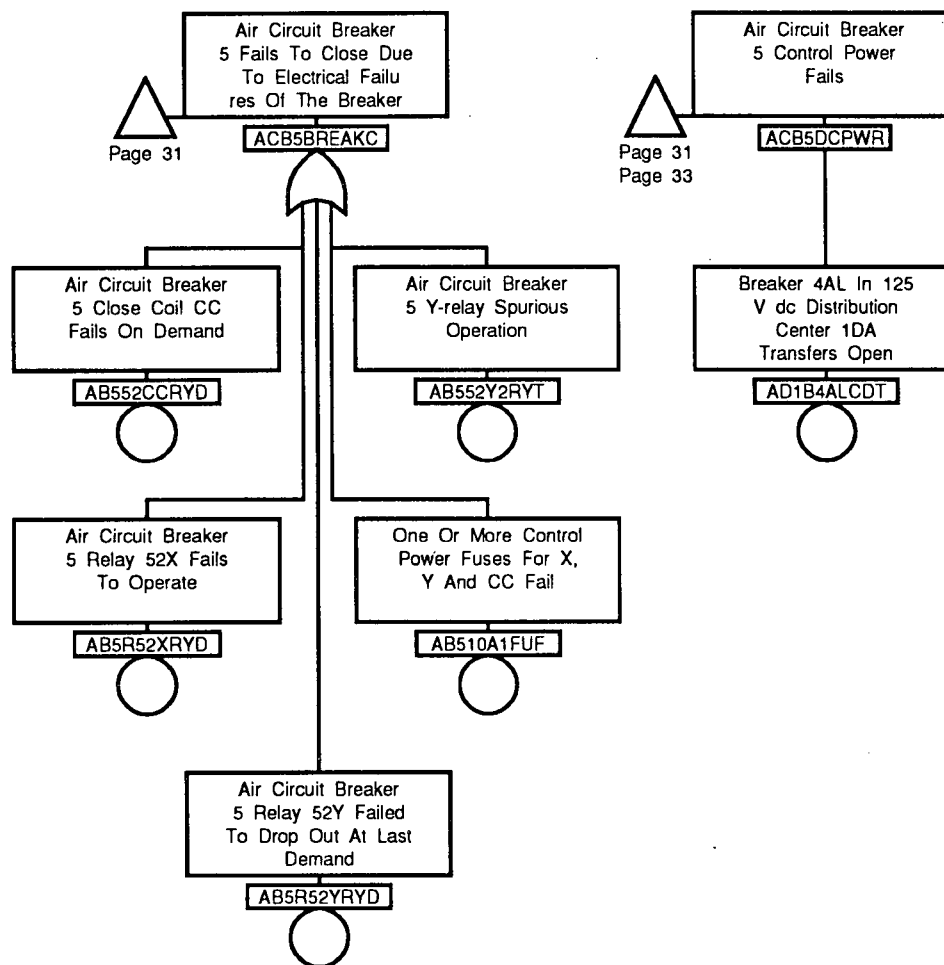 Air Circuit Breaker
5 Fails To Close Due
To Electrical Failu
res Of The Breaker
Page 31
ACB5BREAKC
Air Circuit Breaker
5 Control Power
Fails
Page 31
Page 33
ACB5DCPWR
Air Circuit Breaker
5 Close Coil CC
Fails On Demand
AB552CCRYD
Air Circuit Breaker
5 Y-relay Spurious
Operation
AB552Y2RYT
Breaker 4AL In 125
V dc Distribution
Center 1DA
Transfers Open
AD1B4ALCDT
Air Circuit Breaker
5 Relay 52X Fails
To Operate
AB5R52XRYD
One Or More Control
Power Fuses For X,
Y And CC Fail
AB510A1FUF
Air Circuit Breaker
5 Relay 52Y Failed
To Drop Out At Last
Demand
AB5R52YRYD